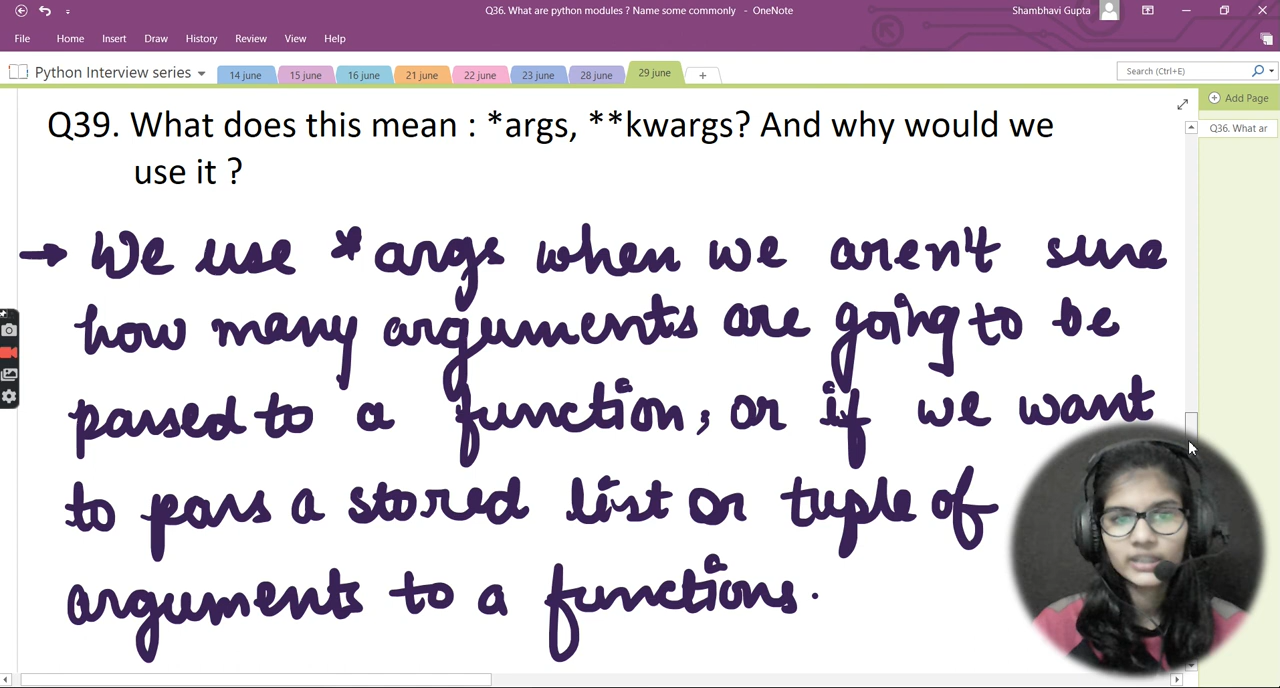 Q36. What are python modules ? Name some commonly - OneNote
Shambhavi Gupta
File Home Insert Draw History Review View Help
Python Interview series
14 june 15 june 16 june 21 june 22 june 23 june 28 june 29 june
Search (Ctrl+E)
Add Page
Q36. What ar
Q39. What does this mean : *args, **kwargs? And why would we
use it ?
→ We use *args when we aren't sure
how many arguments are going to be
passed to a function, or if we want
to pass a stored list or tuple of
arguments to a functions.